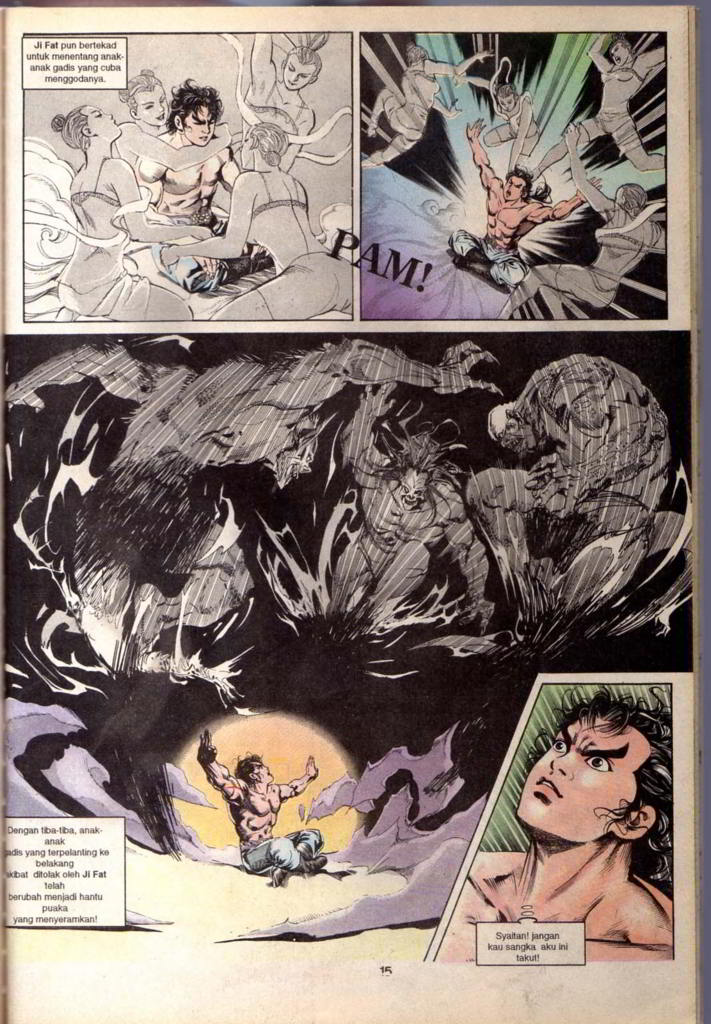 Ji Fat pun bertekad
untuk menentang anak-
anak gadis yang cuba
menggodanya.
PAM!
Dengan tiba-tiba, anak-
anak
gadis yang terpelanting ke
belakang
akibat ditolak oleh Ji Fat
telah
berubah menjadi hantu
puaka
yang menyeramkan!
Syaitan! jangan
kau sangka aku ini
takut!
15